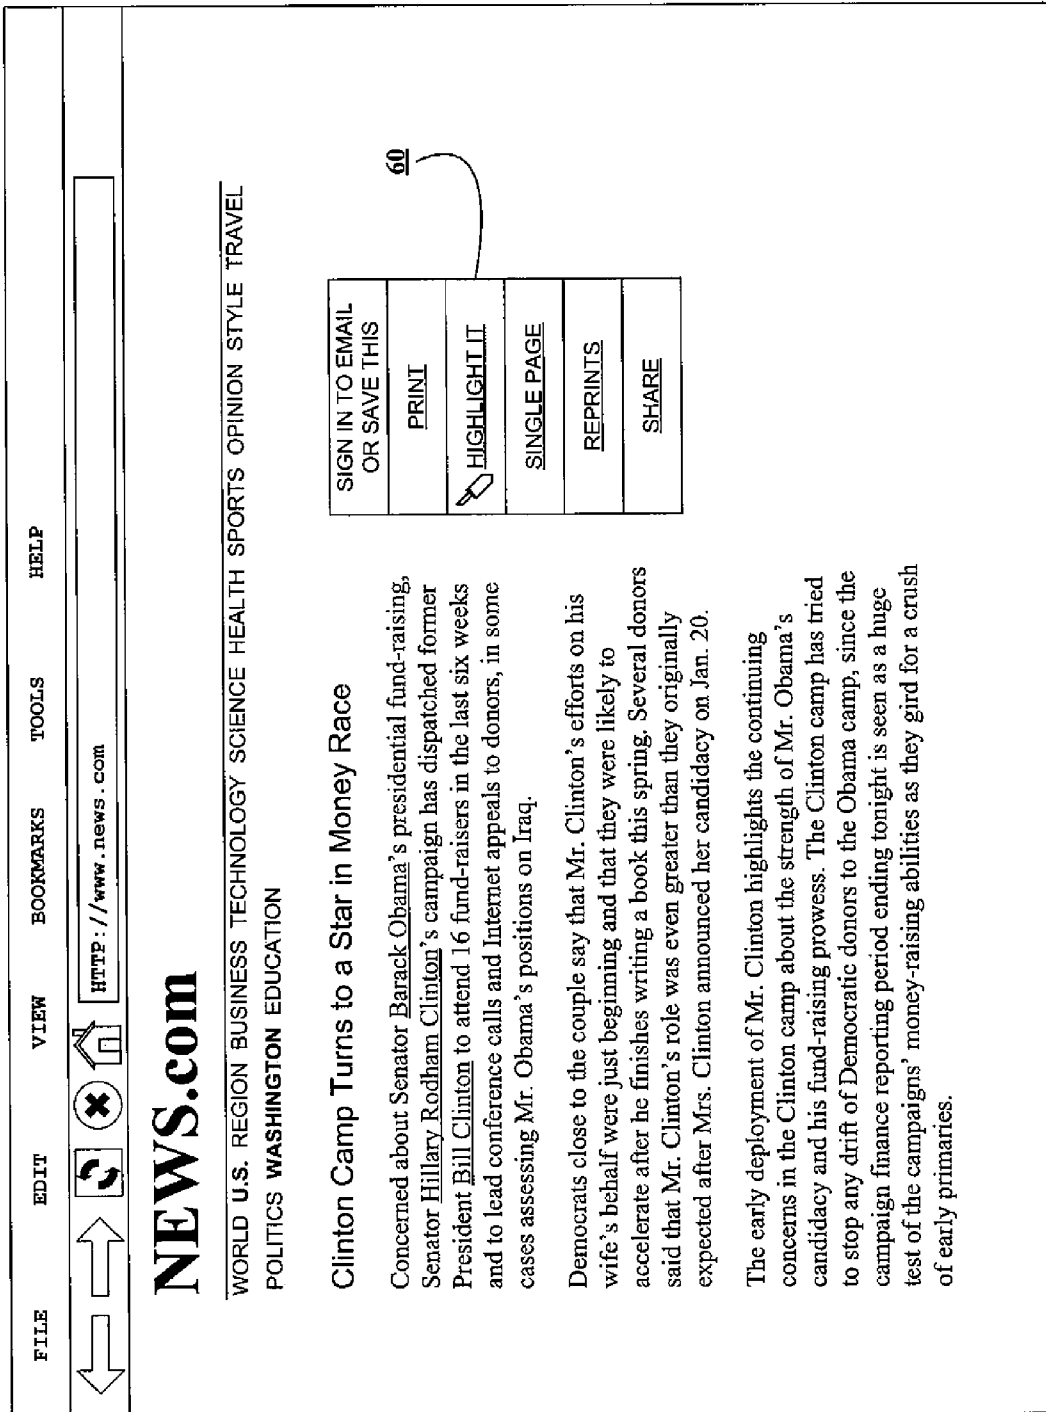 FILE EDIT VIEW BOOKMARKS TOOLS HELP
HTTP://www.news.com
NEWS.com
WORLD U.S. REGION BUSINESS TECHNOLOGY SCIENCE HEALTH SPORTS OPINION STYLE TRAVEL
POLITICS WASHINGTON EDUCATION
Clinton Camp Turns to a Star in Money Race
Concerned about Senator Barack Obama's presidential fund-raising,
Senator Hillary Rodham Clinton's campaign has dispatched former
President Bill Clinton to attend 16 fund-raisers in the last six weeks
and to lead conference calls and Internet appeals to donors, in some
cases assessing Mr. Obama's positions on Iraq.
Democrats close to the couple say that Mr. Clinton's efforts on his
wife's behalf were just beginning and that they were likely to
accelerate after he finishes writing a book this spring. Several donors
said that Mr. Clinton's role was even greater than they originally
expected after Mrs. Clinton announced her candidacy on Jan. 20.
The early deployment of Mr. Clinton highlights the continuing
concerns in the Clinton camp about the strength of Mr. Obama's
candidacy and his fund-raising prowess. The Clinton camp has tried
to stop any drift of Democratic donors to the Obama camp, since the
campaign finance reporting period ending tonight is seen as a huge
test of the campaigns' money-raising abilities as they gird for a crush
of early primaries.
SIGN IN TO EMAIL
OR SAVE THIS
PRINT
HIGHLIGHT IT
SINGLE PAGE
REPRINTS
SHARE
60